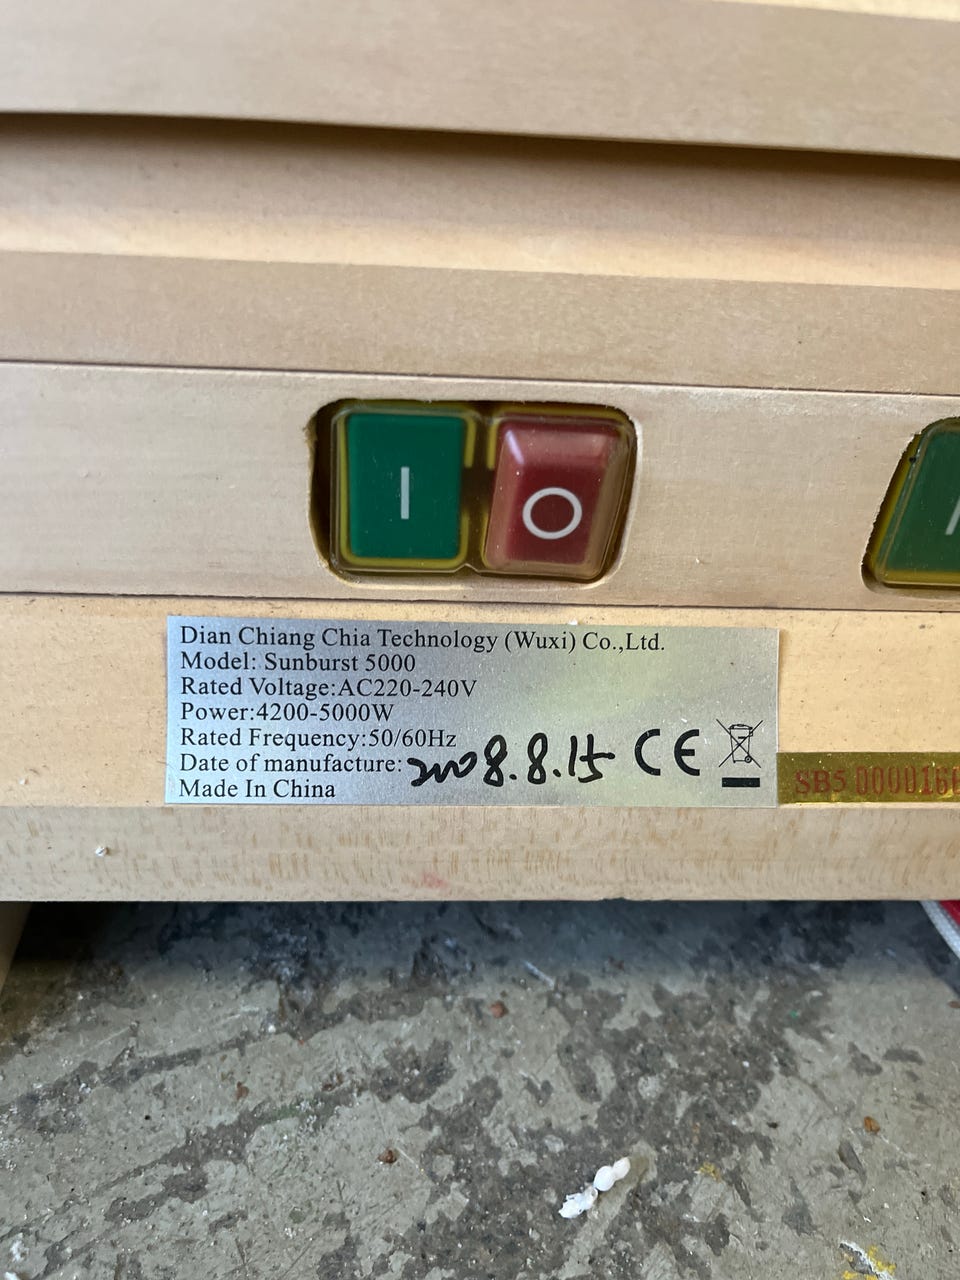 I O
Dian Chiang Chia Technology (Wuxi) Co.,Ltd.
Model: Sunburst 5000
Rated Voltage:AC220-240V
Power:4200-5000W
Rated Frequency:50/60Hz
Date of manufacture: 2008.8.15
Made In China
CE
SB5